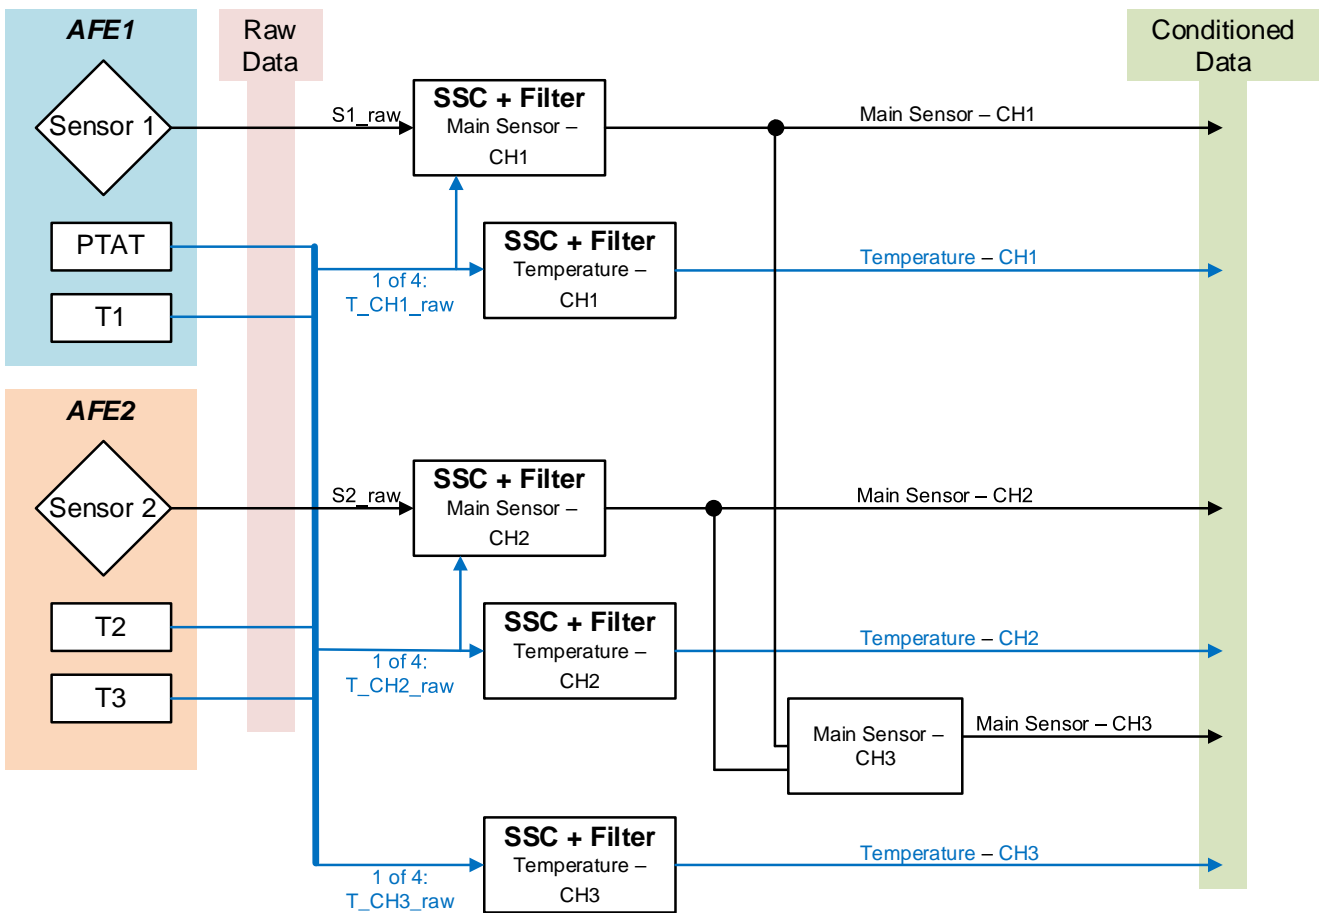 AFE1
Raw
Data
Conditioned
Data
Sensor 1
S1_raw
SSC + Filter
Main Sensor –
CH1
Main Sensor – CH1
PTAT
T1
1 of 4:
T_CH1_raw
SSC + Filter
Temperature –
CH1
Temperature – CH1
AFE2
Sensor 2
S2_raw
SSC + Filter
Main Sensor –
CH2
Main Sensor – CH2
T2
T3
1 of 4:
T_CH2_raw
SSC + Filter
Temperature –
CH2
Temperature – CH2
Main Sensor –
CH3
Main Sensor – CH3
1 of 4:
T_CH3_raw
SSC + Filter
Temperature –
CH3
Temperature – CH3